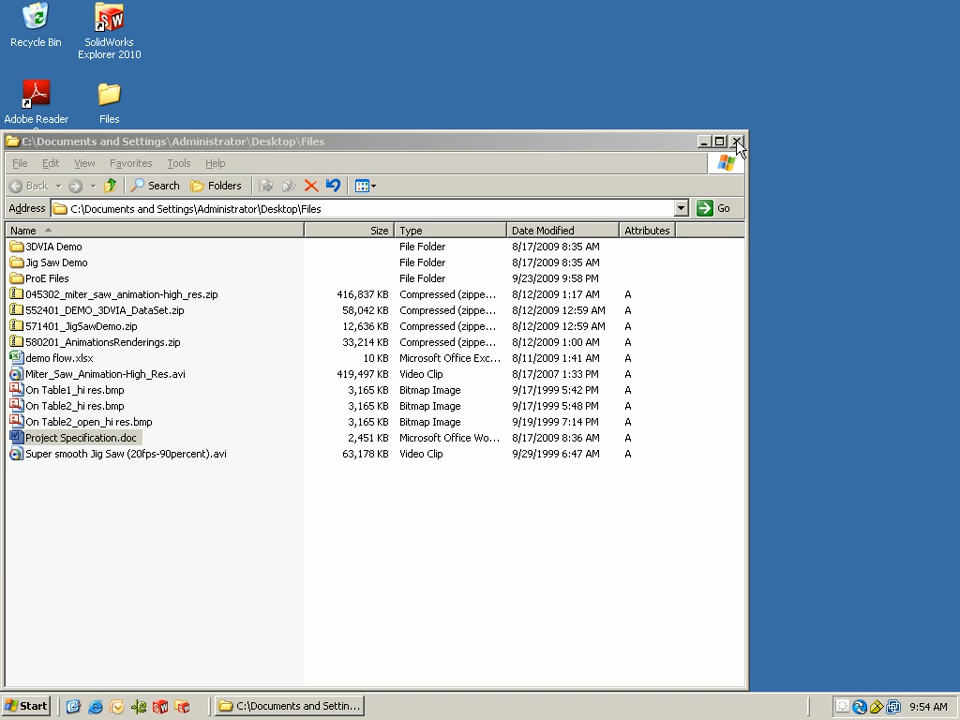 Recycle Bin
SolidWorks Explorer 2010
Adobe Reader
Files
C:\Documents and Settings\Administrator\Desktop\Files
File Edit View Favorites Tools Help
Back Search Folders
Address C:\Documents and Settings\Administrator\Desktop\Files Go
Name Size Type Date Modified Attributes
3DVIA Demo File Folder 8/17/2009 8:35 AM
Jig Saw Demo File Folder 8/17/2009 8:35 AM
ProE Files File Folder 9/23/2009 9:58 PM
045302_miter_saw_animation-high_res.zip 416,837 KB Compressed (zippe... 8/12/2009 1:17 AM A
552401_DEMO_3DVIA_DataSet.zip 58,042 KB Compressed (zippe... 8/12/2009 12:59 AM A
571401_JigSawDemo.zip 12,636 KB Compressed (zippe... 8/12/2009 12:59 AM A
580201_AnimationsRenderings.zip 33,214 KB Compressed (zippe... 8/12/2009 1:00 AM A
demo flow.xlsx 10 KB Microsoft Office Exc... 8/11/2009 1:41 AM A
Miter_Saw_Animation-High_Res.avi 419,497 KB Video Clip 8/17/2007 1:33 PM A
On Table1_hi res.bmp 3,165 KB Bitmap Image 9/17/1999 5:42 PM A
On Table2_hi res.bmp 3,165 KB Bitmap Image 9/17/1999 5:48 PM A
On Table2_open_hi res.bmp 3,165 KB Bitmap Image 9/19/1999 7:14 PM A
Project Specification.doc 2,451 KB Microsoft Office Wo... 8/17/2009 8:36 AM A
Super smooth Jig Saw (20fps-90percent).avi 63,178 KB Video Clip 9/29/1999 6:47 AM A
Start C:\Documents and Settin... 9:54 AM